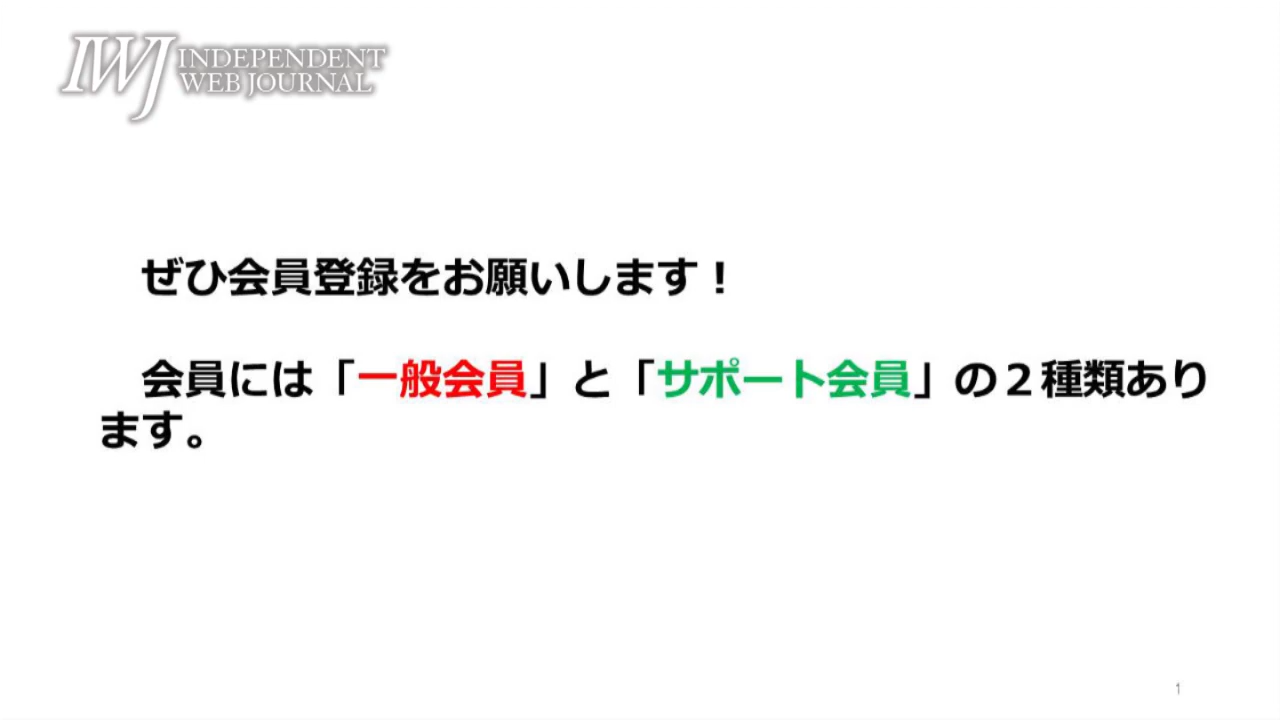 IWJ INDEPENDENT
WEB JOURNAL
ぜひ会員登録をお願いします！
会員には「一般会員」と「サポート会員」の２種類あり
ます。
1